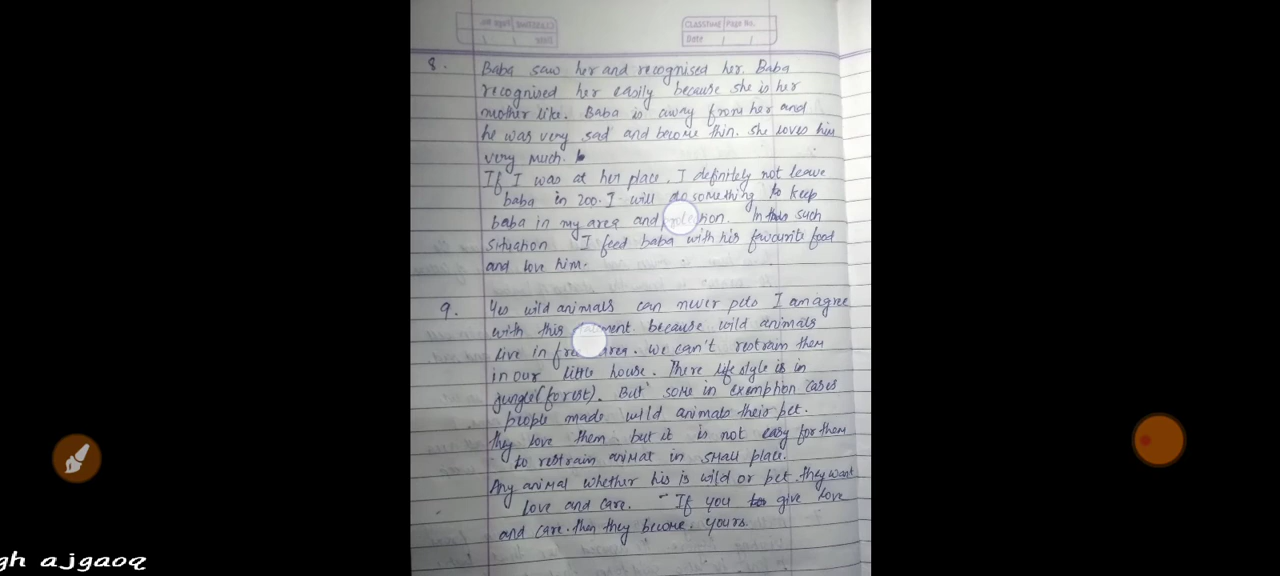 CLASSTIME Page No.
Date / /
8. Baba saw her and recognised her. Baba
recognised her easily because she is her
mother like. Baba is away from her and
he was very sad and become thin. She loves him
very much.
If I was at her place, I definitely not leave
baba in zoo. I will do something to keep
baba in my area and In such
situation I feed baba with his favourite food
and love him.
9. Yes wild animals can never pets I am agree
with this because wild animals
live in area. We can't restrain them
in our little house. There life style is in
jungle (forest). But some in exemption cases
people made wild animals their pet.
they love them but it is not easy for them
to restrain animal in small place.
Any animal whether his is wild or pet. they want
love and care. If you give love
and care. then they become. yours.
gh ajgaoq